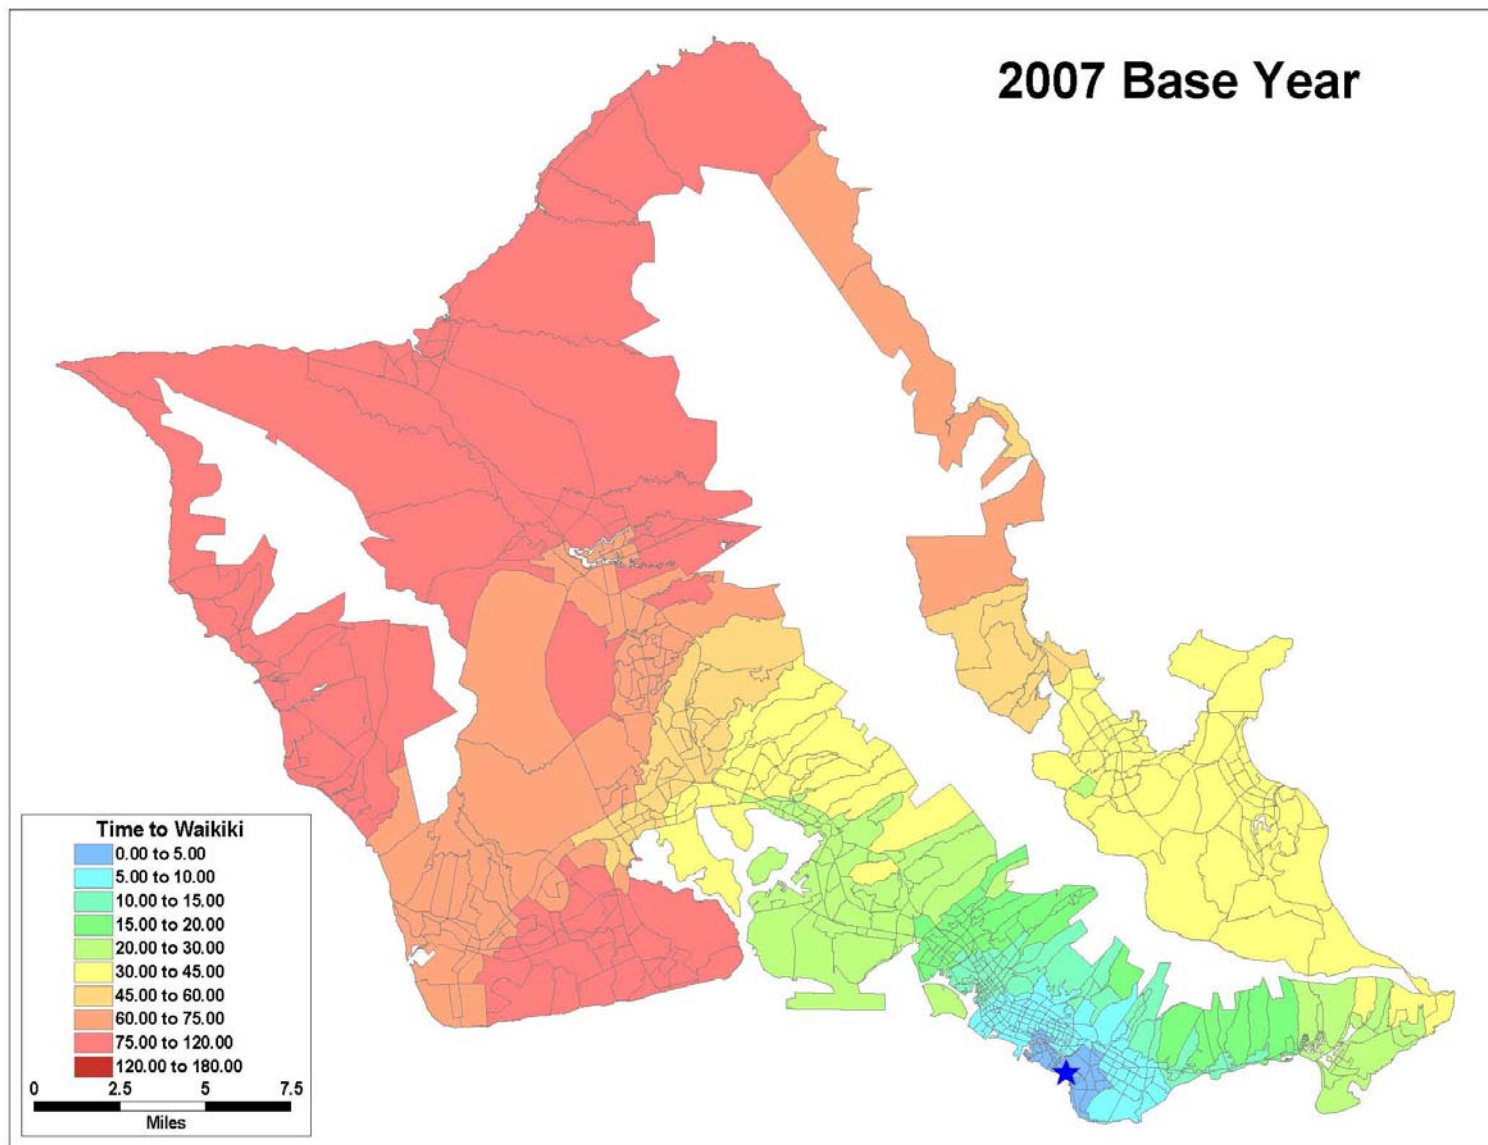 2007 Base Year
Time to Waikiki
0.00 to 5.00
5.00 to 10.00
10.00 to 15.00
15.00 to 20.00
20.00 to 30.00
30.00 to 45.00
45.00 to 60.00
60.00 to 75.00
75.00 to 120.00
120.00 to 180.00
0 2.5 5 7.5
Miles